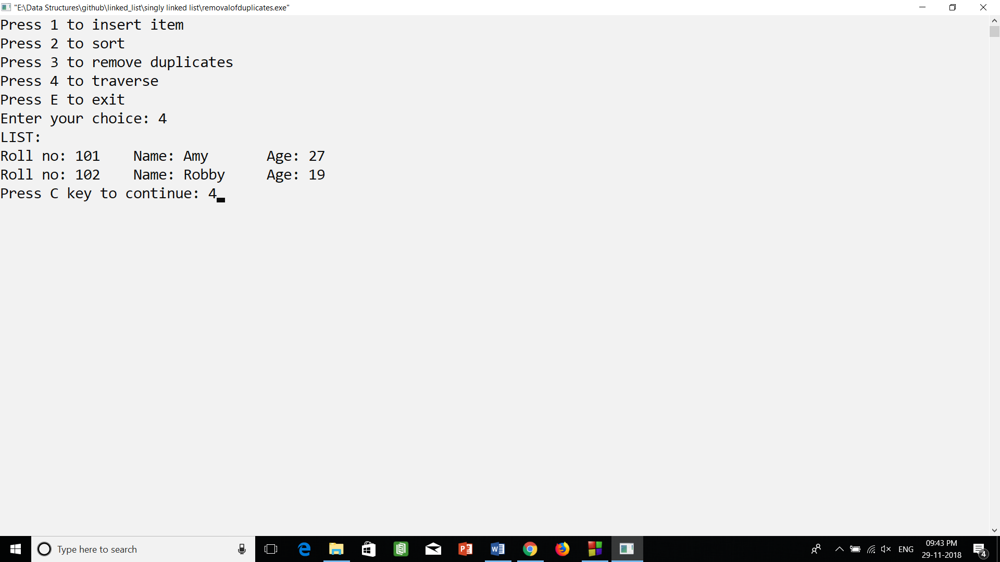 "E:\Data Structures\github\linked_list\singly linked list\removalofduplicates.exe"
Press 1 to insert item
Press 2 to sort
Press 3 to remove duplicates
Press 4 to traverse
Press E to exit
Enter your choice: 4
LIST:
Roll no: 101    Name: Amy       Age: 27
Roll no: 102    Name: Robby     Age: 19
Press C key to continue: 4
Type here to search
ENG
09:43 PM
29-11-2018
4